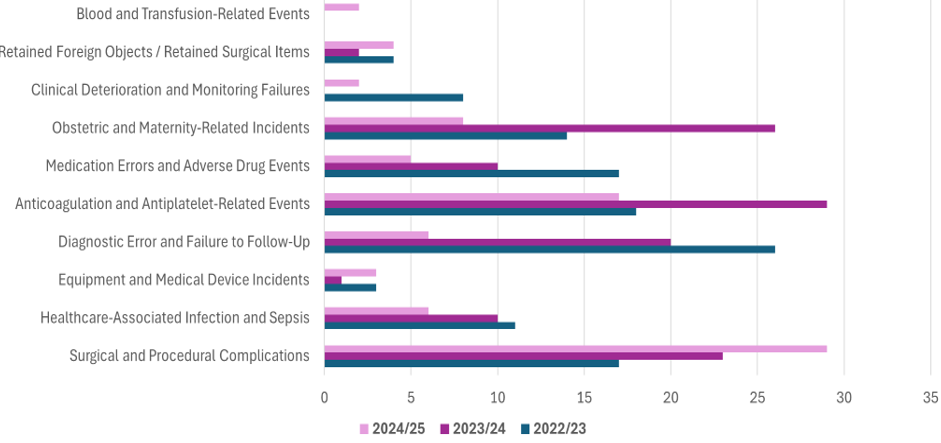 Blood and Transfusion-Related Events
Retained Foreign Objects / Retained Surgical Items
Clinical Deterioration and Monitoring Failures
Obstetric and Maternity-Related Incidents
Medication Errors and Adverse Drug Events
Anticoagulation and Antiplatelet-Related Events
Diagnostic Error and Failure to Follow-Up
Equipment and Medical Device Incidents
Healthcare-Associated Infection and Sepsis
Surgical and Procedural Complications
0 5 10 15 20 25 30 35
2024/25 2023/24 2022/23